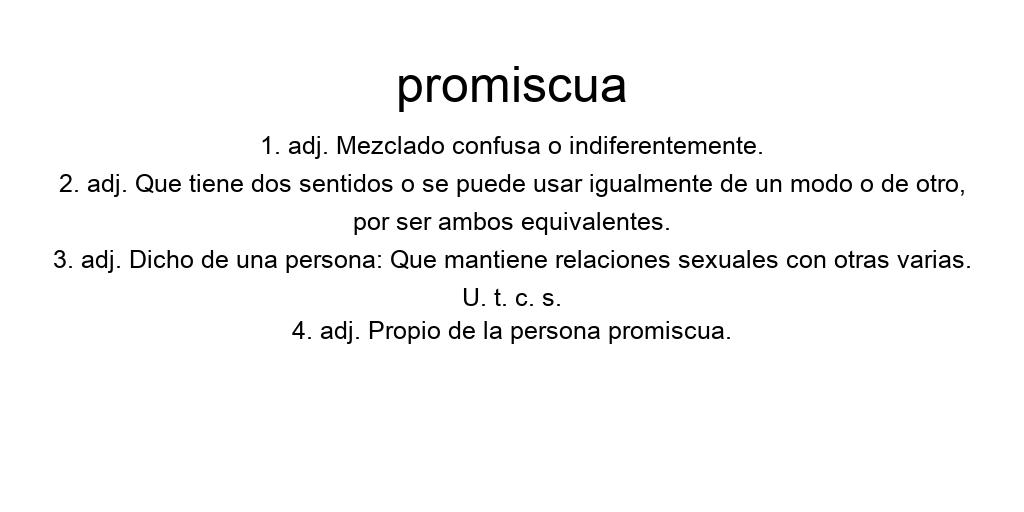 promiscua
1. adj. Mezclado confusa o indiferentemente.
2. adj. Que tiene dos sentidos o se puede usar igualmente de un modo o de otro,
por ser ambos equivalentes.
3. adj. Dicho de una persona: Que mantiene relaciones sexuales con otras varias.
U. t. c. s.
4. adj. Propio de la persona promiscua.